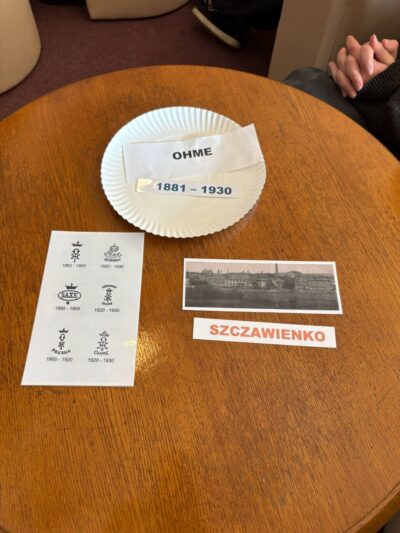 OHME
1881 – 1930
1882 - 1900
1920 - 1930
SAXE
1885 - 1900
1920 - 1930
1900 - 1920
1920 - 1930
SZCZAWIENKO